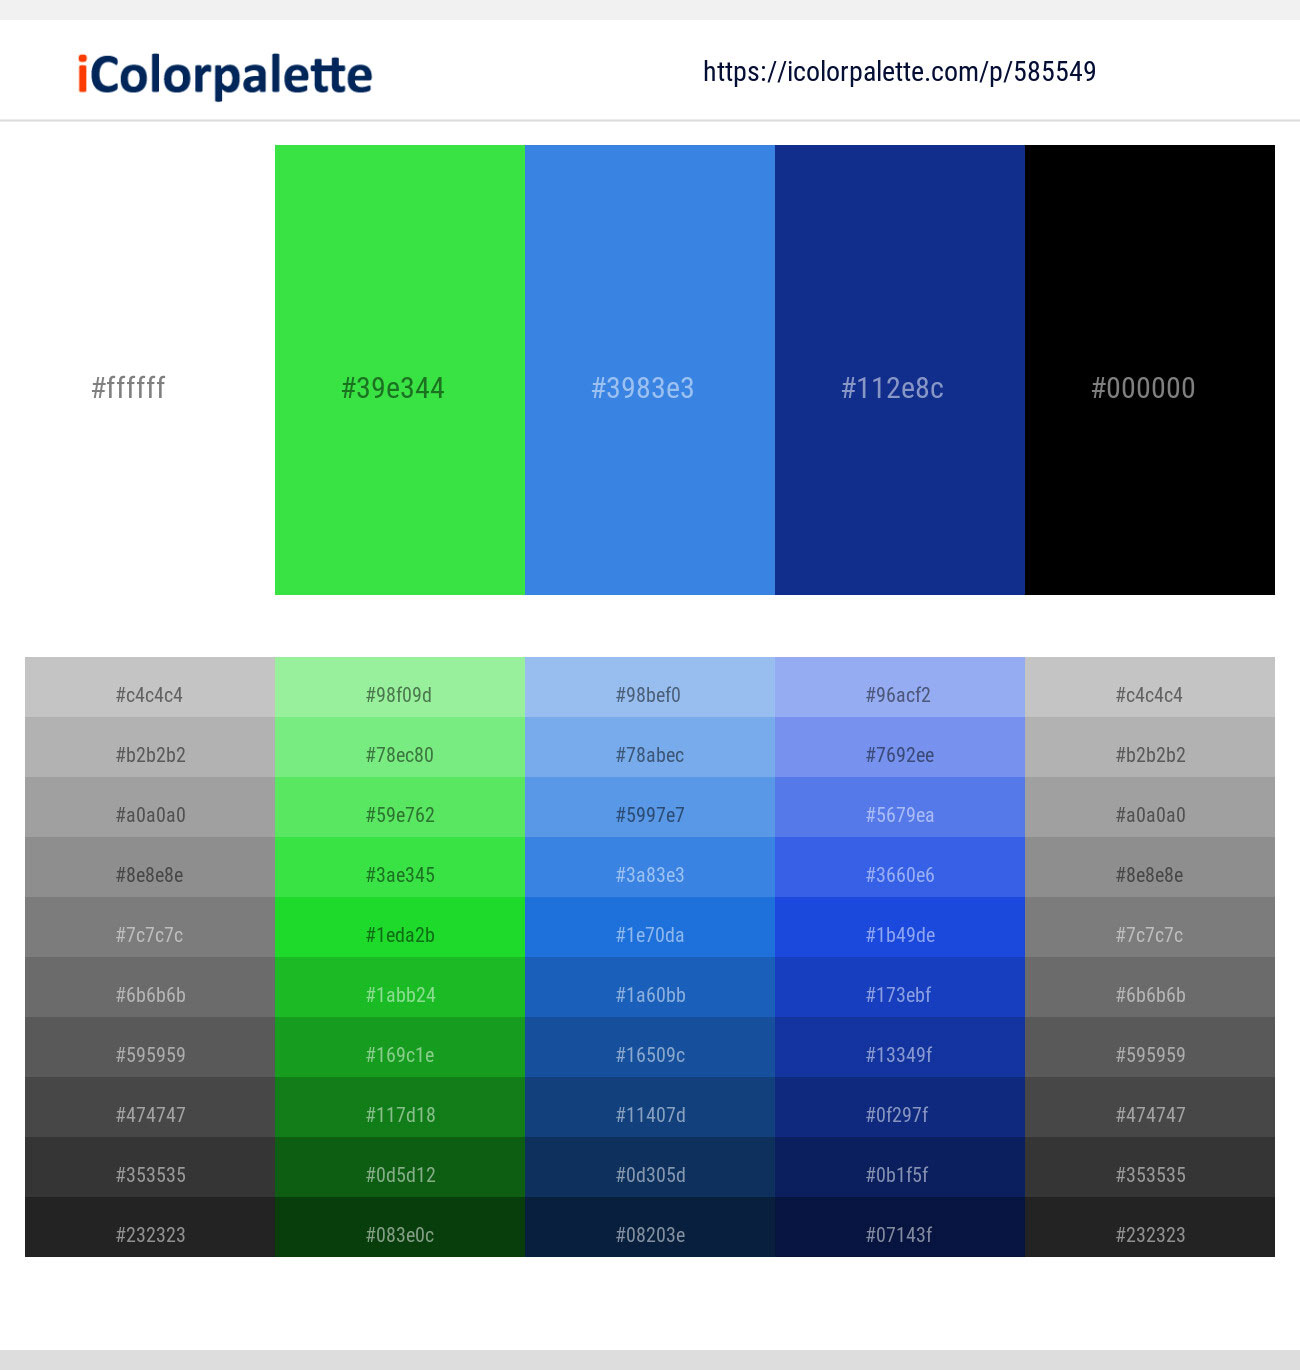 iColorpalette
https://icolorpalette.com/p/585549
#ffffff #39e344 #3983e3 #112e8c #000000
#c4c4c4 #98f09d #98bef0 #96acf2 #c4c4c4
#b2b2b2 #78ec80 #78abec #7692ee #b2b2b2
#a0a0a0 #59e762 #5997e7 #5679ea #a0a0a0
#8e8e8e #3ae345 #3a83e3 #3660e6 #8e8e8e
#7c7c7c #1eda2b #1e70da #1b49de #7c7c7c
#6b6b6b #1abb24 #1a60bb #173ebf #6b6b6b
#595959 #169c1e #16509c #13349f #595959
#474747 #117d18 #11407d #0f297f #474747
#353535 #0d5d12 #0d305d #0b1f5f #353535
#232323 #083e0c #08203e #07143f #232323